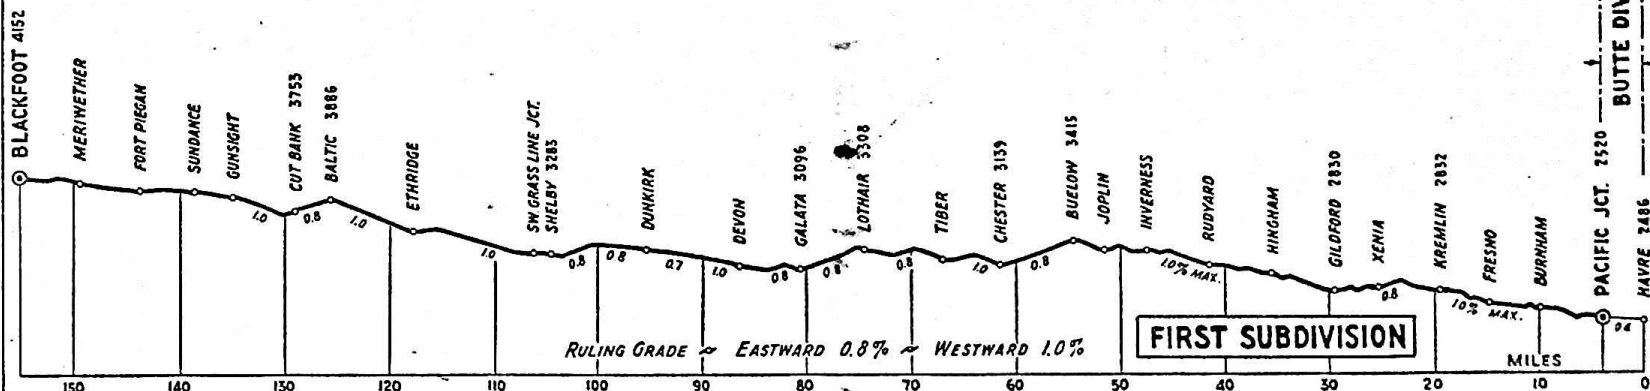 BLACKFOOT 4152
MERIWETHER
FORT PIEGAN
SUNDANCE
GUNSIGHT
CUT BANK 3753
BALTIC 3886
ETHRIDGE
SW. GRASS LINE JCT.
SHELBY 3283
DUNKIRK
DEVON
GALATA 3096
LOTHAIR 3308
TIBER
CHESTER 3139
BUELOW 3415
JOPLIN
INVERNESS
RUDYARD
HINGHAM
GILDFORD 2830
XENIA
KREMLIN 2832
FRESNO
BURNHAM
PACIFIC JCT. 2520
BUTTE DIV
HAVRE 2486
1.0 0.8 1.0 1.0 0.8 0.8 0.7 1.0 0.8 0.8 0.8 1.0 0.8 1.0% MAX. 0.8 1.0% MAX. 0.4
RULING GRADE ~ EASTWARD 0.8% ~ WESTWARD 1.0%
FIRST SUBDIVISION
MILES
150 140 130 120 110 100 90 80 70 60 50 40 30 20 10 0